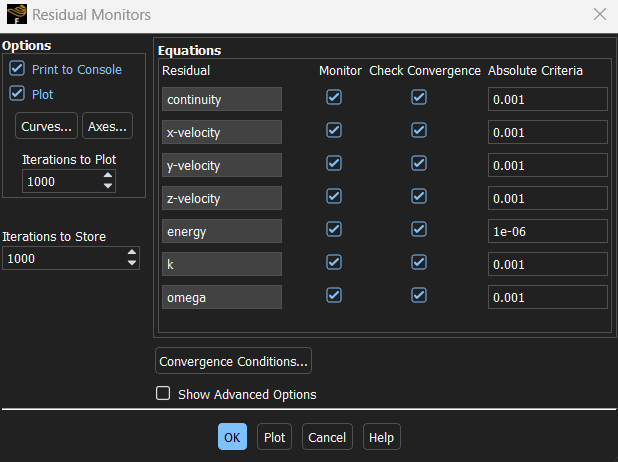 Residual Monitors
Options
Print to Console
Plot
Curves... Axes...
Iterations to Plot
1000
Iterations to Store
1000
Equations
Residual Monitor Check Convergence Absolute Criteria
continuity 0.001
x-velocity 0.001
y-velocity 0.001
z-velocity 0.001
energy 1e-06
k 0.001
omega 0.001
Convergence Conditions...
Show Advanced Options
OK Plot Cancel Help